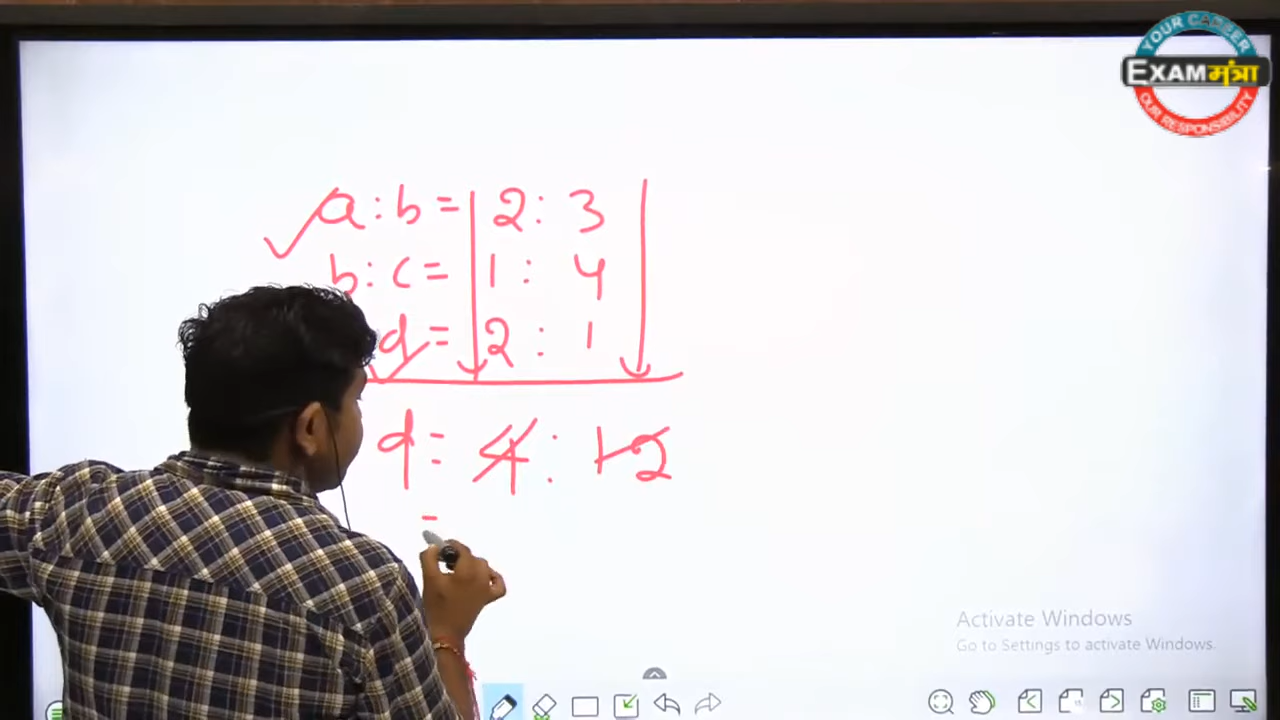 YOUR CAREER
EXAMमंत्रा
OUR RESPONSIBILITY
a : b = 2 : 3
b : c = 1 : 4
d = 2 : 1
d = 4 : 12
=
Activate Windows
Go to Settings to activate Windows.